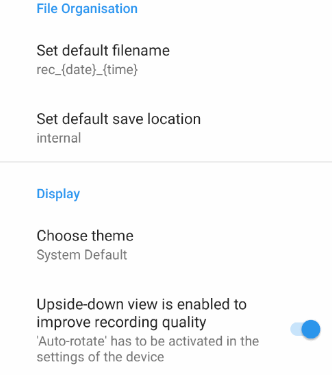 File Organisation
Set default filename
rec_{date}_{time}
Set default save location
internal
Display
Choose theme
System Default
Upside-down view is enabled to
improve recording quality
'Auto-rotate' has to be activated in the
settings of the device